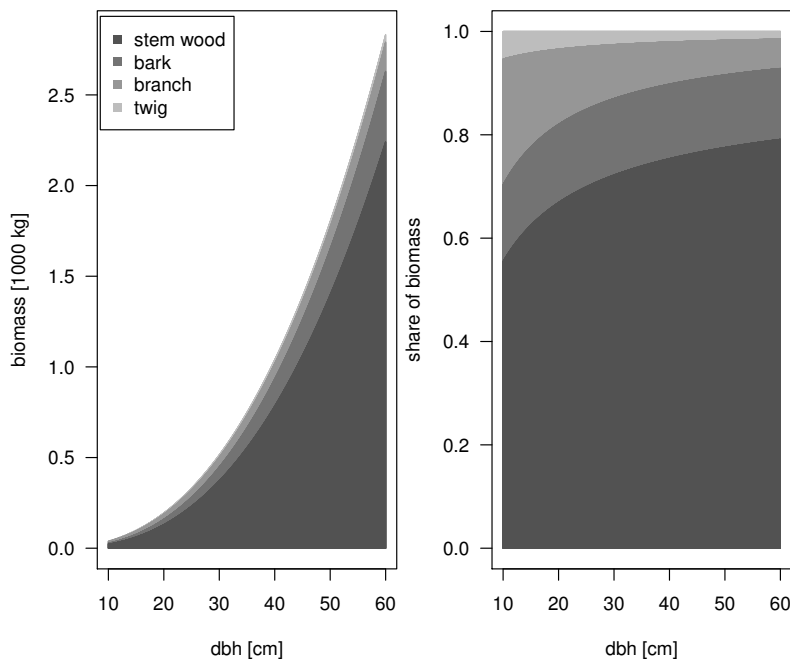 stem wood
bark
branch
twig
biomass [1000 kg]
0.0
0.5
1.0
1.5
2.0
2.5
10 20 30 40 50 60
dbh [cm]
share of biomass
0.0
0.2
0.4
0.6
0.8
1.0
10 20 30 40 50 60
dbh [cm]